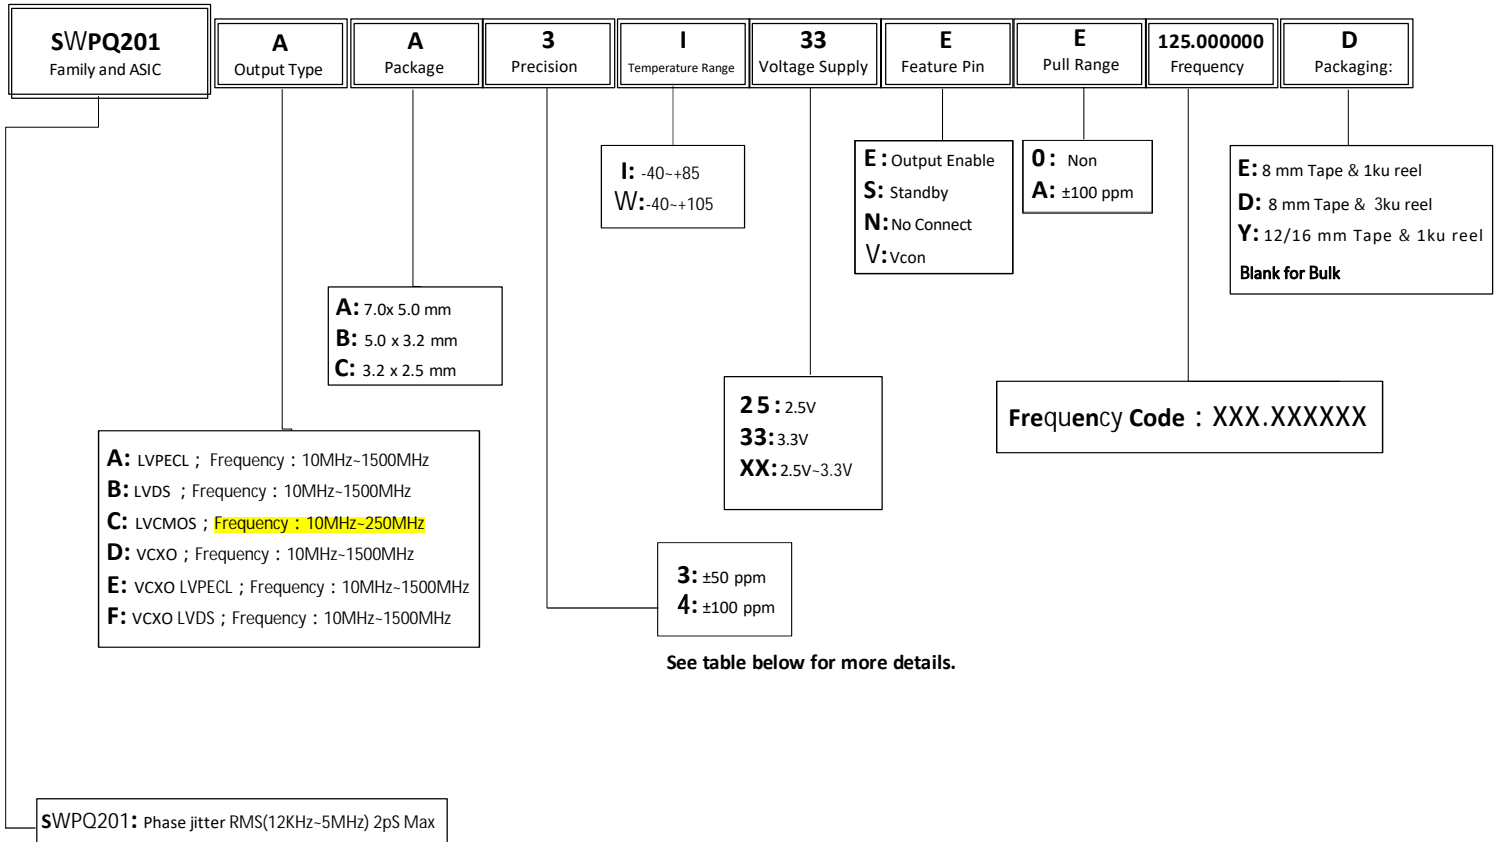 SWPQ201
Family and ASIC
A
Output Type
A
Package
3
Precision
I
Temperature Range
33
Voltage Supply
E
Feature Pin
E
Pull Range
125.000000
Frequency
D
Packaging:
I: -40~+85
W:-40~+105
E: Output Enable
S: Standby
N: No Connect
V: Vcon
0: Non
A: ±100 ppm
E: 8 mm Tape & 1ku reel
D: 8 mm Tape & 3ku reel
Y: 12/16 mm Tape & 1ku reel
Blank for Bulk
A: 7.0x 5.0 mm
B: 5.0 x 3.2 mm
C: 3.2 x 2.5 mm
25: 2.5V
33: 3.3V
XX: 2.5V~3.3V
Frequency Code : XXX.XXXXXX
A: LVPECL ; Frequency : 10MHz~1500MHz
B: LVDS ; Frequency : 10MHz~1500MHz
C: LVCMOS ; Frequency : 10MHz~250MHz
D: VCXO ; Frequency : 10MHz~1500MHz
E: VCXO LVPECL ; Frequency : 10MHz~1500MHz
F: VCXO LVDS ; Frequency : 10MHz~1500MHz
3: ±50 ppm
4: ±100 ppm
See table below for more details.
SWPQ201: Phase jitter RMS(12KHz~5MHz) 2pS Max